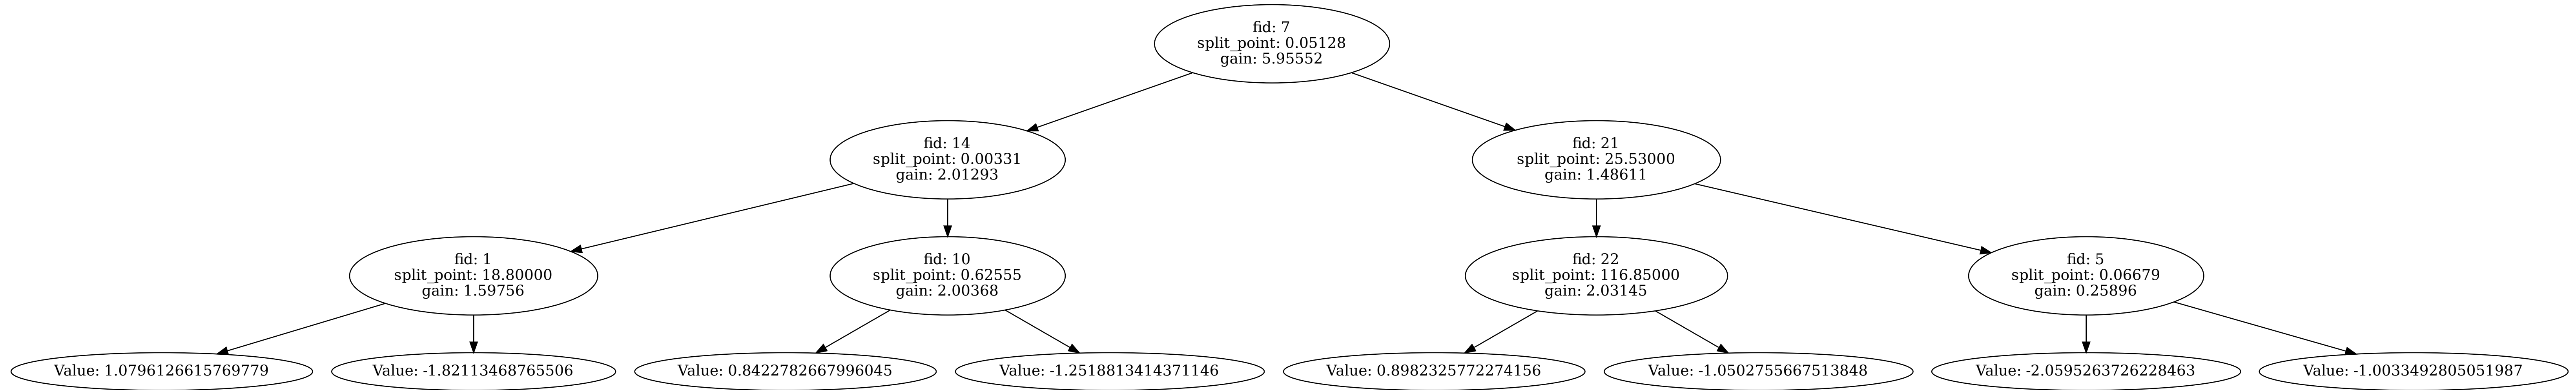 fid: 7
split_point: 0.05128
gain: 5.95552
fid: 14
split_point: 0.00331
gain: 2.01293
fid: 21
split_point: 25.53000
gain: 1.48611
fid: 1
split_point: 18.80000
gain: 1.59756
fid: 10
split_point: 0.62555
gain: 2.00368
fid: 22
split_point: 116.85000
gain: 2.03145
fid: 5
split_point: 0.06679
gain: 0.25896
Value: 1.0796126615769779
Value: -1.82113468765506
Value: 0.8422782667996045
Value: -1.2518813414371146
Value: 0.8982325772274156
Value: -1.0502755667513848
Value: -2.0595263726228463
Value: -1.0033492805051987